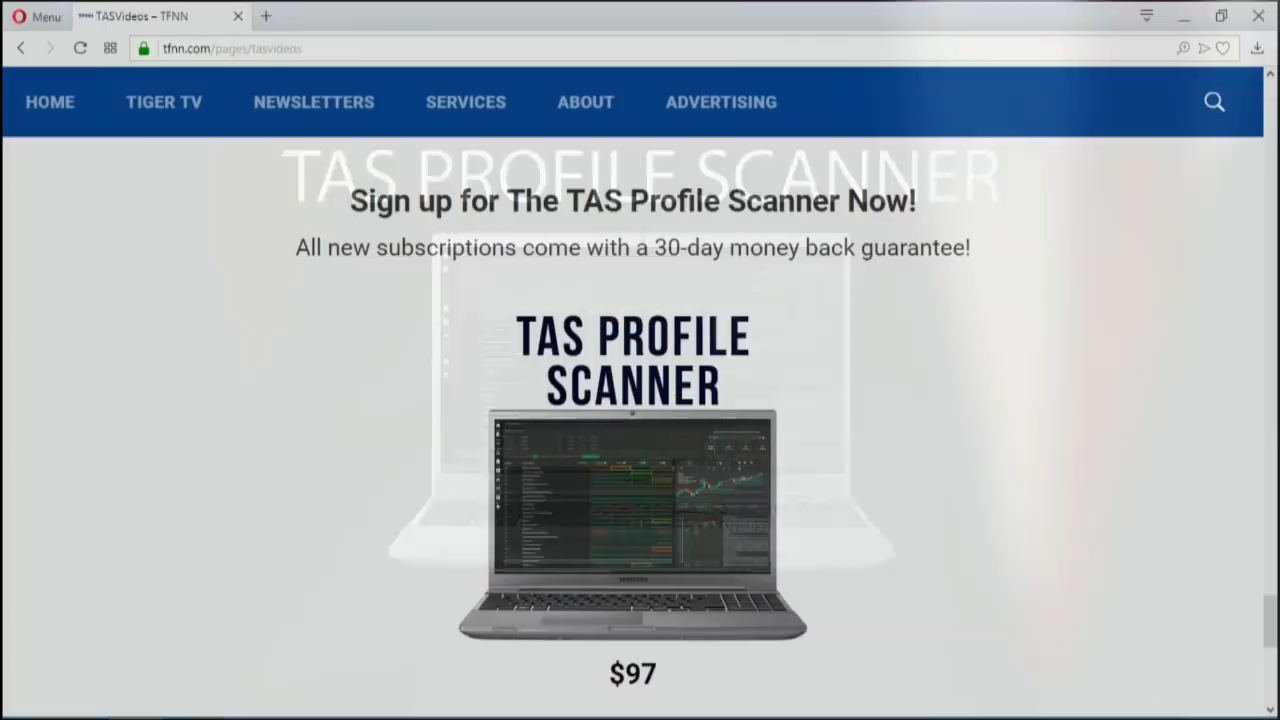 Menu
TFNN TASVideos – TFNN
tfnn.com/pages/tasvideos
HOME TIGER TV NEWSLETTERS SERVICES ABOUT ADVERTISING
TAS PROFILE SCANNER
Sign up for The TAS Profile Scanner Now!
All new subscriptions come with a 30-day money back guarantee!
TAS PROFILE
SCANNER
SAMSUNG
$97